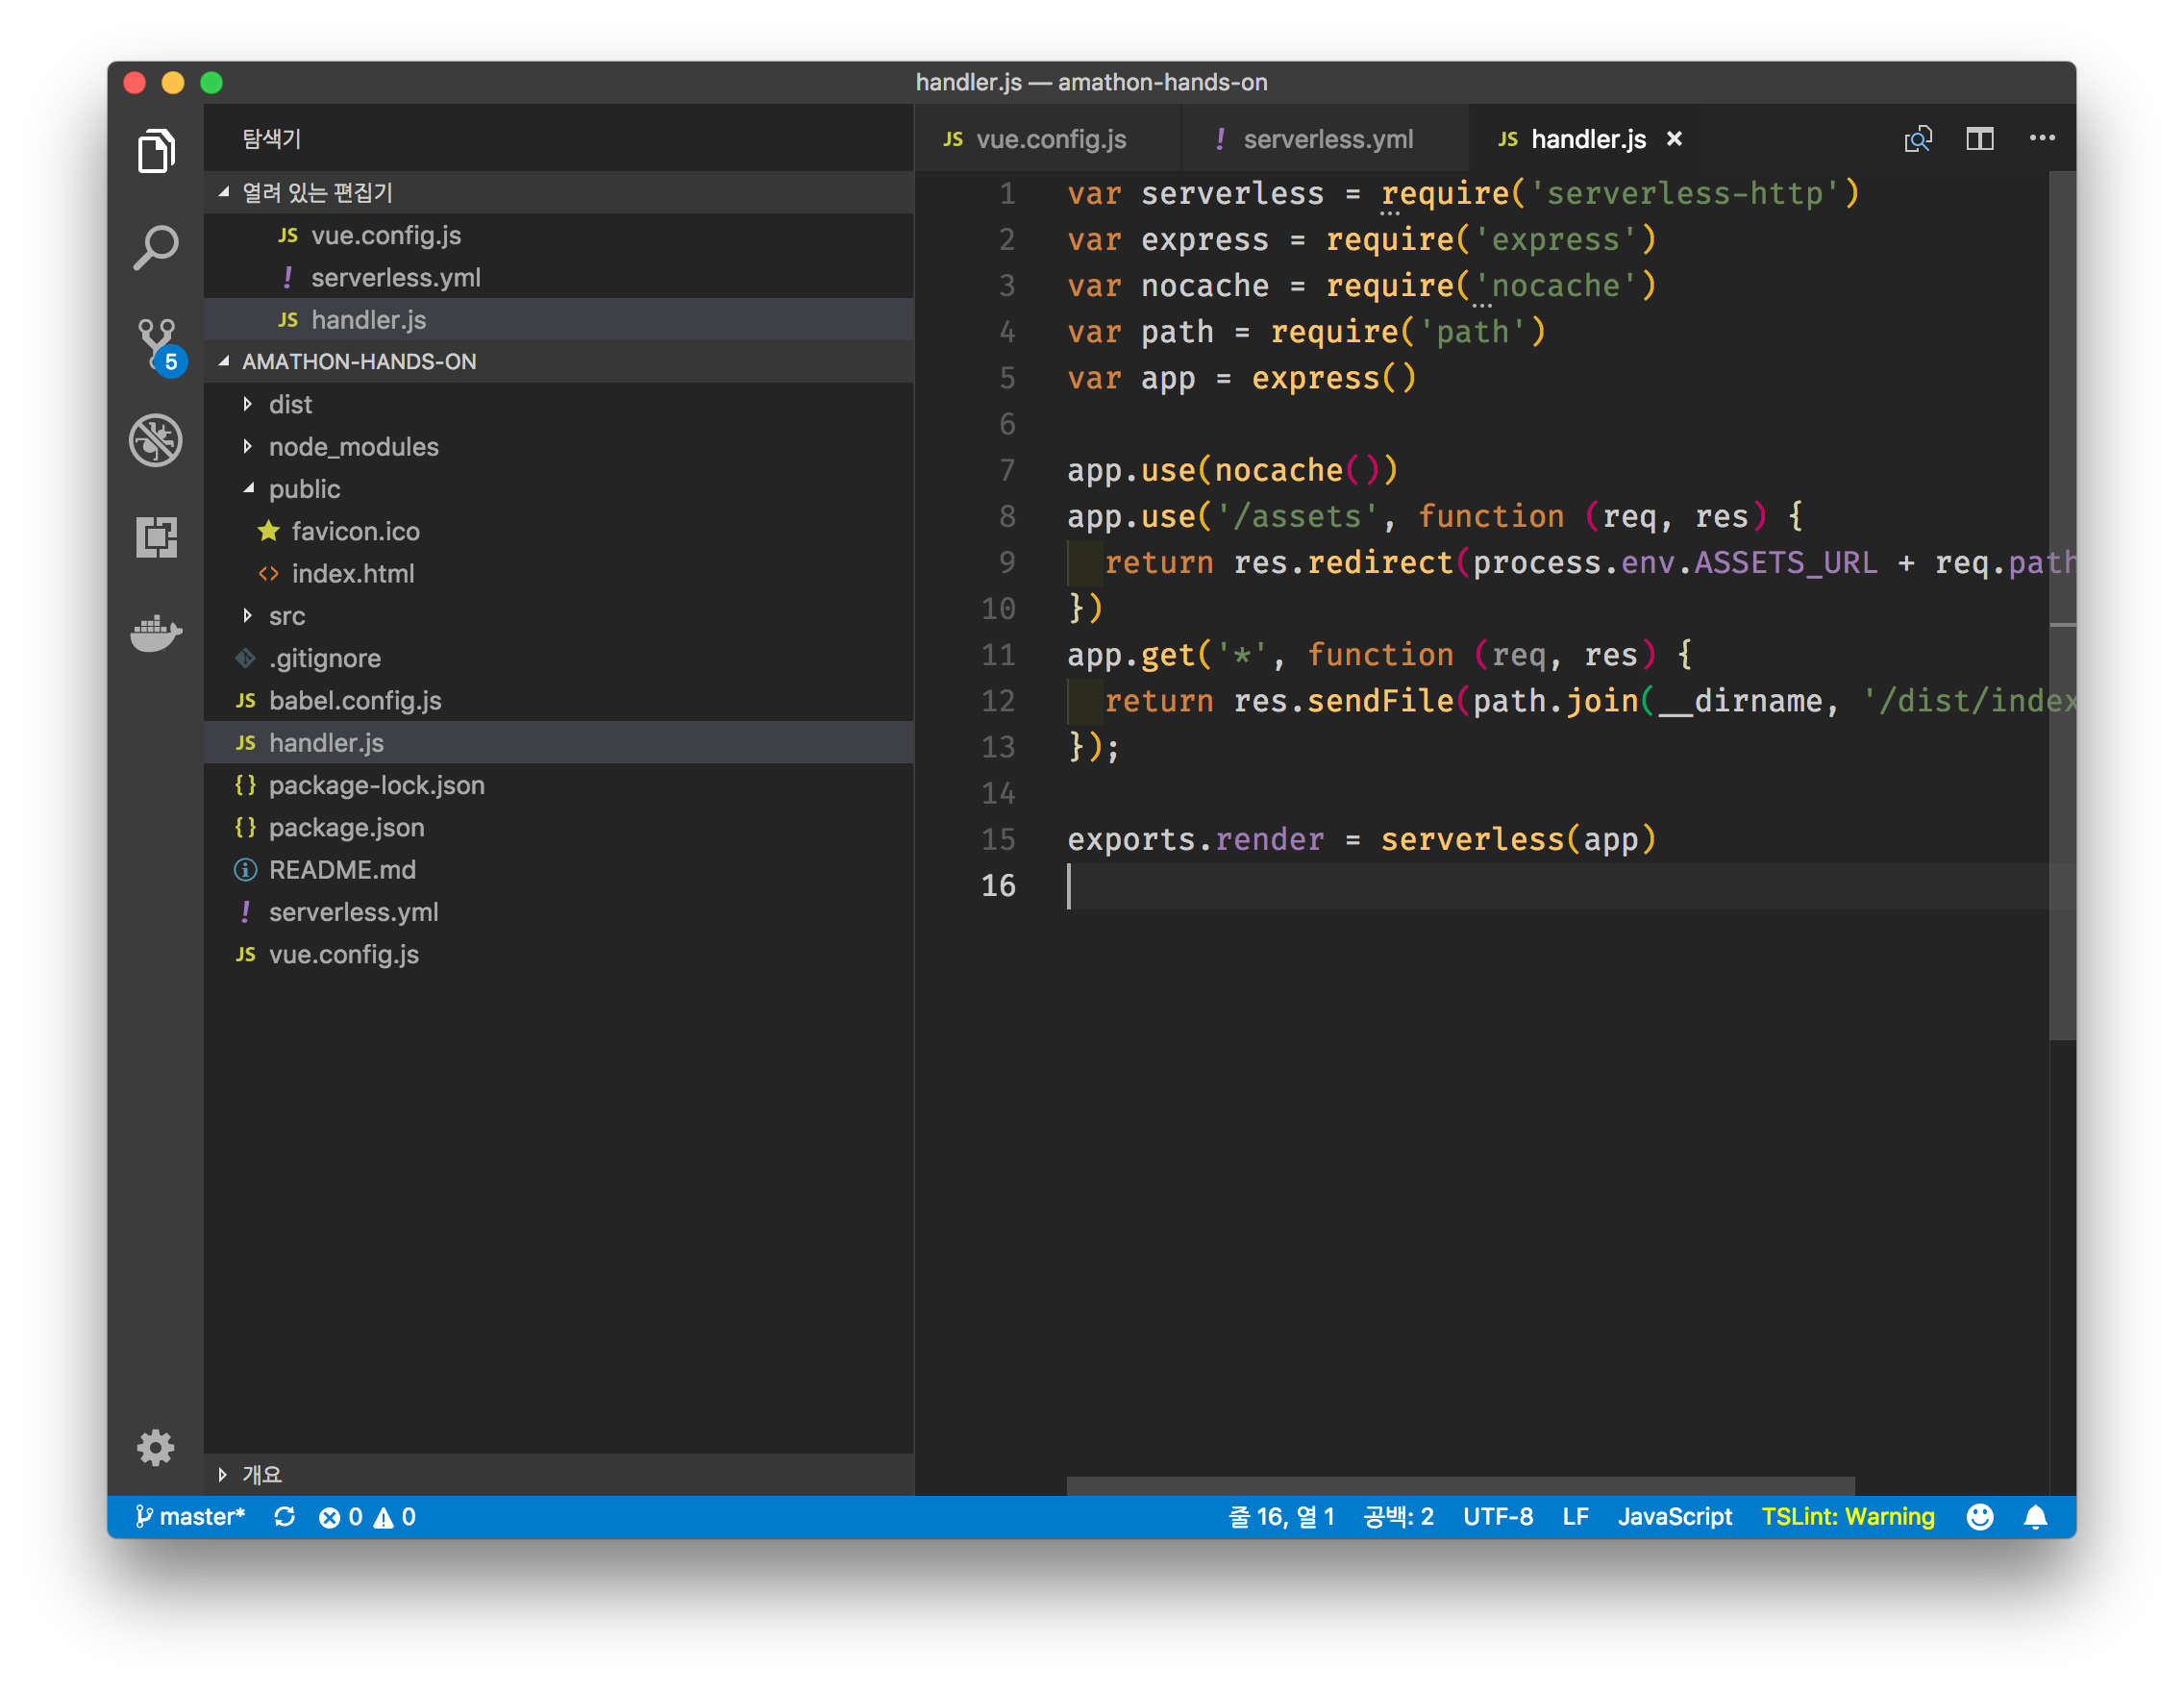 handler.js — amathon-hands-on
탐색기
열려 있는 편집기
JS vue.config.js
! serverless.yml
JS handler.js
AMATHON-HANDS-ON
dist
node_modules
public
favicon.ico
<> index.html
src
.gitignore
JS babel.config.js
JS handler.js
{} package-lock.json
{} package.json
README.md
! serverless.yml
JS vue.config.js
개요
5
JS vue.config.js
! serverless.yml
JS handler.js ×
1 var serverless = require('serverless-http')
2 var express = require('express')
3 var nocache = require('nocache')
4 var path = require('path')
5 var app = express()
6
7 app.use(nocache())
8 app.use('/assets', function (req, res) {
9 return res.redirect(process.env.ASSETS_URL + req.path
10 })
11 app.get('*', function (req, res) {
12 return res.sendFile(path.join(__dirname, '/dist/index
13 });
14
15 exports.render = serverless(app)
16
master* 0 0 줄 16, 열 1 공백: 2 UTF-8 LF JavaScript TSLint: Warning